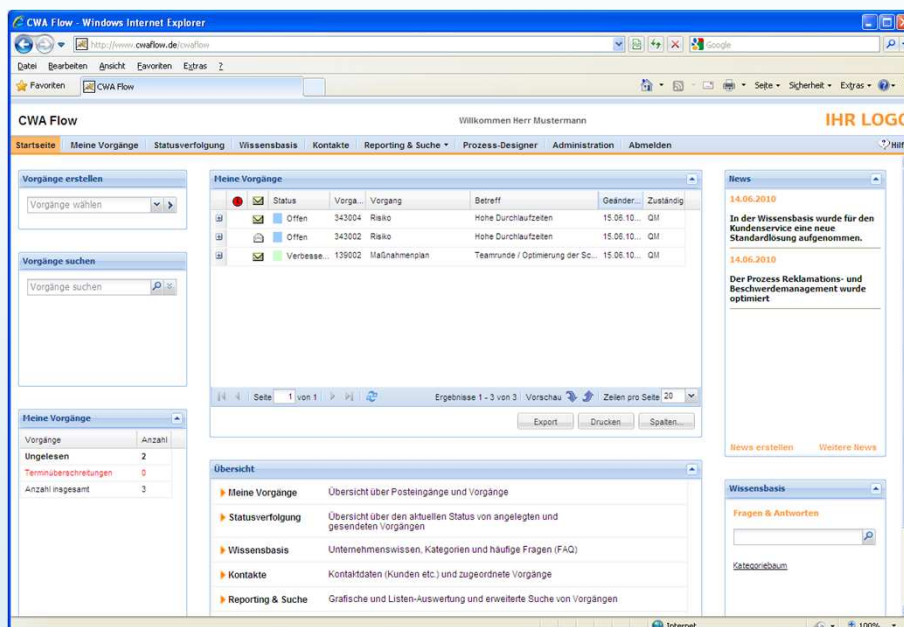 CWA Flow - Windows Internet Explorer
http://www.cwaflow.de/cwaflow
Google
Datei Bearbeiten Ansicht Favoriten Extras ?
Favoriten CWA Flow
Seite Sicherheit Extras
CWA Flow
Willkommen Herr Mustermann
IHR LOGO
Startseite Meine Vorgänge Statusverfolgung Wissensbasis Kontakte Reporting & Suche Prozess-Designer Administration Abmelden
Vorgänge erstellen
Vorgänge wählen
Vorgänge suchen
Vorgänge suchen
Meine Vorgänge
Vorgänge Anzahl
Ungelesen 2
Terminüberschreitungen 0
Anzahl insgesamt 3
Meine Vorgänge
Status Vorga... Vorgang Betreff Geänder... Zuständig
Offen 343004 Risiko Hohe Durchlaufzeiten 15.06.10... QM
Offen 343002 Risiko Hohe Durchlaufzeiten 15.06.10... QM
Verbesse... 139002 Maßnahmenplan Teamrunde / Optimierung der Sc... 15.06.10... QM
Seite 1 von 1 Ergebnisse 1 - 3 von 3 Vorschau Zeilen pro Seite 20
Export Drucken Spalten...
Übersicht
Meine Vorgänge Übersicht über Posteingänge und Vorgänge
Statusverfolgung Übersicht über den aktuellen Status von angelegten und
gesendeten Vorgängen
Wissensbasis Unternehmenswissen, Kategorien und häufige Fragen (FAQ)
Kontakte Kontaktdaten (Kunden etc.) und zugeordnete Vorgänge
Reporting & Suche Grafische und Listen-Auswertung und erweiterte Suche von Vorgängen
News
14.06.2010
In der Wissensbasis wurde für den
Kundenservice eine neue
Standardlösung aufgenommen.
14.06.2010
Der Prozess Reklamations- und
Beschwerdemanagement wurde
optimiert
News erstellen Weitere News
Wissensbasis
Fragen & Antworten
Kategoriebaum
Internet
100%